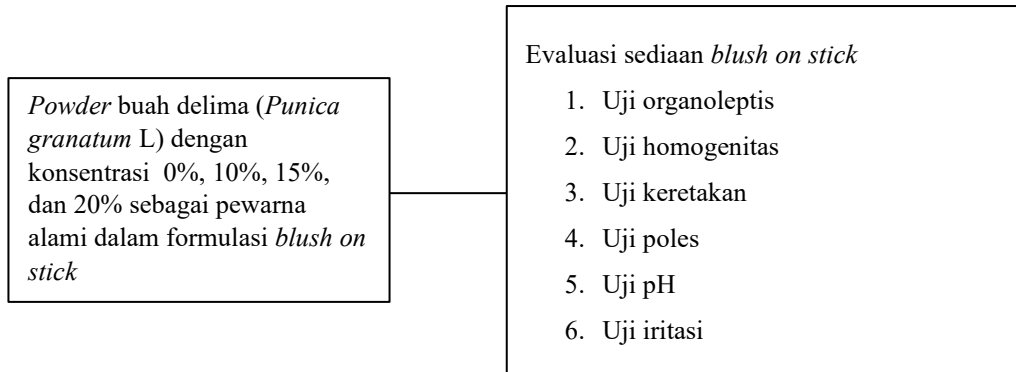 Powder buah delima (Punica
granatum L) dengan
konsentrasi 0%, 10%, 15%,
dan 20% sebagai pewarna
alami dalam formulasi blush on
stick
Evaluasi sediaan blush on stick
1. Uji organoleptis
2. Uji homogenitas
3. Uji keretakan
4. Uji poles
5. Uji pH
6. Uji iritasi